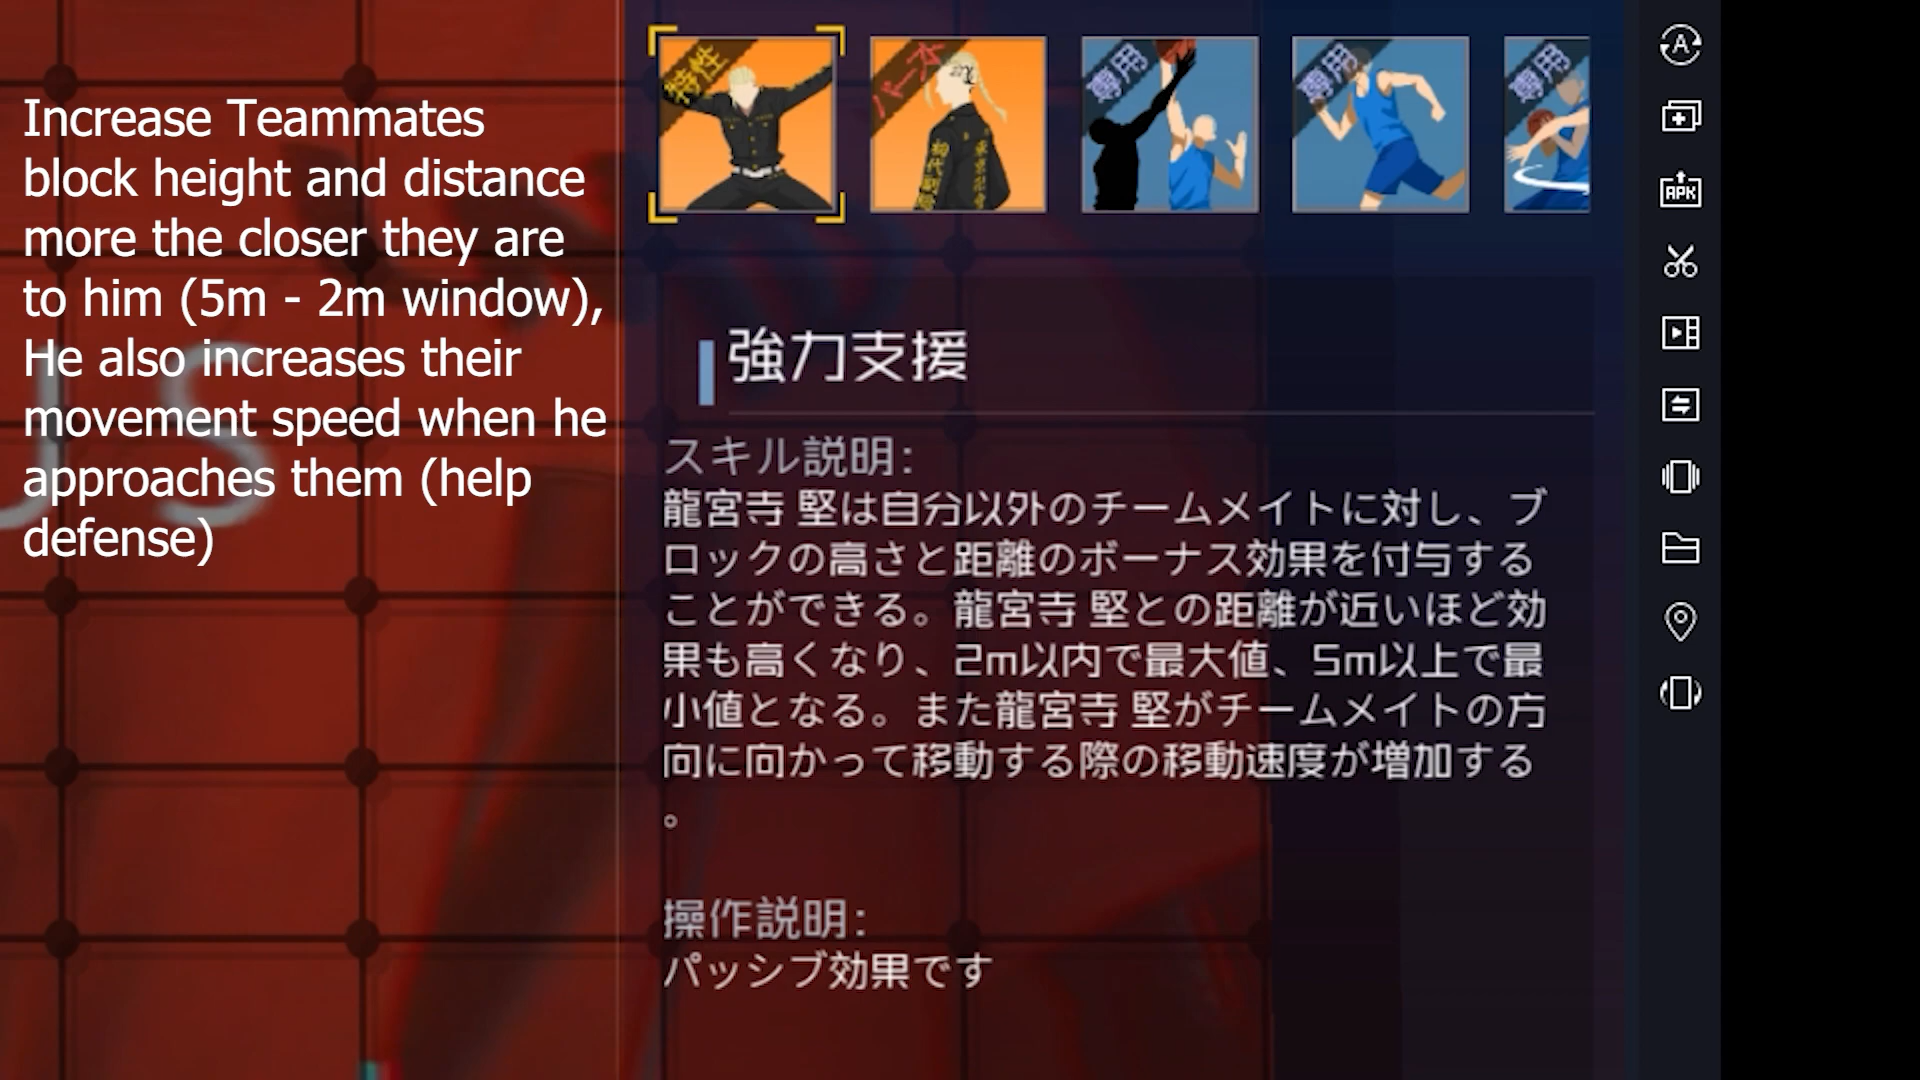 Increase Teammates
block height and distance
more the closer they are
to him (5m - 2m window),
He also increases their
movement speed when he
approaches them (help
defense)
特性
専用
専用
専用
強力支援
スキル説明:
龍宮寺 堅は自分以外のチームメイトに対し、ブ
ロックの高さと距離のボーナス効果を付与する
ことができる。龍宮寺 堅との距離が近いほど効
果も高くなり、2m以内で最大値、5m以上で最
小値となる。また龍宮寺 堅がチームメイトの方
向に向かって移動する際の移動速度が増加する
。
操作説明:
パッシブ効果です
A
APK